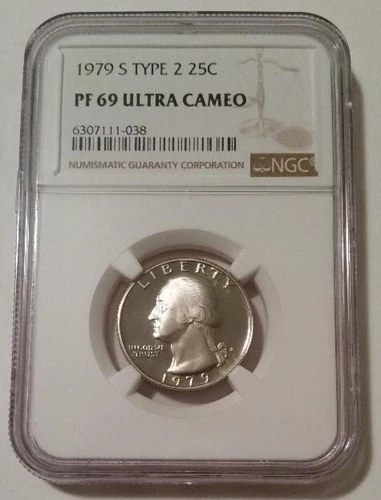 1979 S TYPE 2 25C
PF 69 ULTRA CAMEO
6307111-038
NUMISMATIC GUARANTY CORPORATION NGC®
LIBERTY
IN GOD WE
TRUST
S
1979